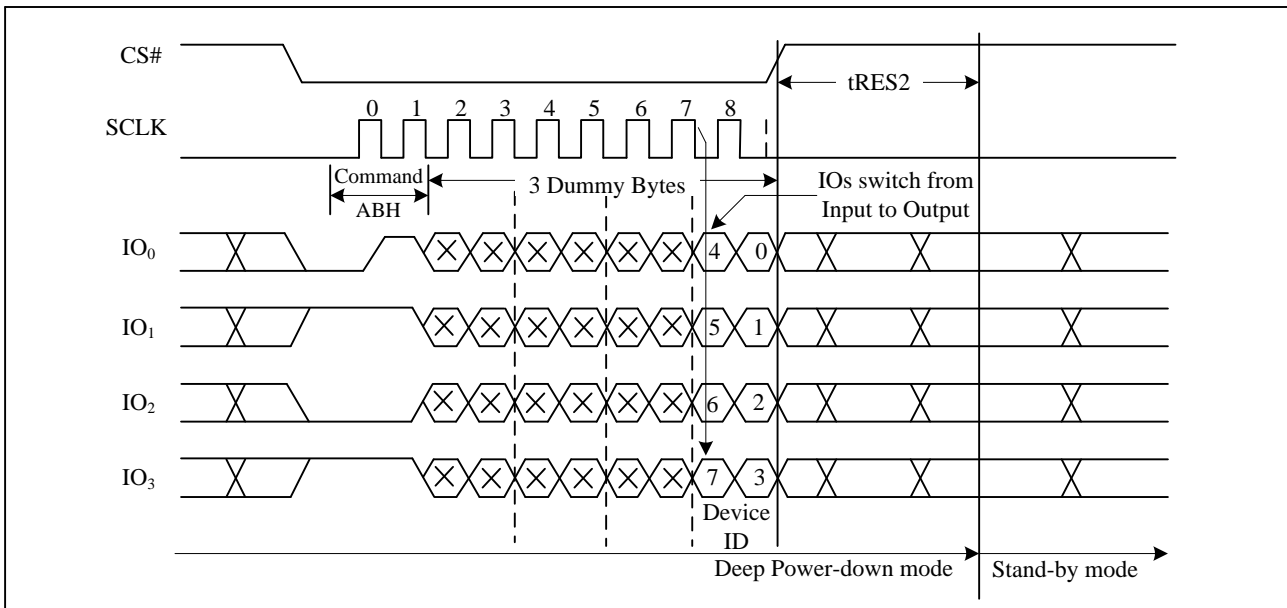 CS#
tRES2
0 1 2 3 4 5 6 7 8
SCLK
Command
ABH
3 Dummy Bytes
IOs switch from
Input to Output
IO0
4 0
IO1
5 1
IO2
6 2
IO3
7 3
Device
ID
Deep Power-down mode
Stand-by mode